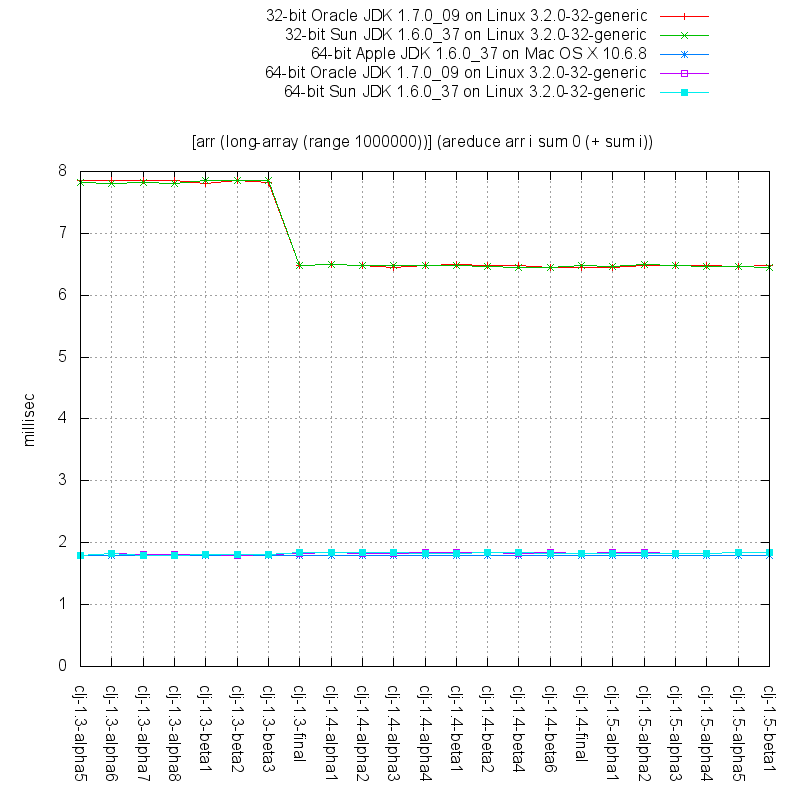 32-bit Oracle JDK 1.7.0_09 on Linux 3.2.0-32-generic
32-bit Sun JDK 1.6.0_37 on Linux 3.2.0-32-generic
64-bit Apple JDK 1.6.0_37 on Mac OS X 10.6.8
64-bit Oracle JDK 1.7.0_09 on Linux 3.2.0-32-generic
64-bit Sun JDK 1.6.0_37 on Linux 3.2.0-32-generic
[arr (long-array (range 1000000))] (areduce arr i sum 0 (+ sum i))
8
7
6
5
4
3
2
1
0
millisec
clj-1.3-alpha5
clj-1.3-alpha6
clj-1.3-alpha7
clj-1.3-alpha8
clj-1.3-beta1
clj-1.3-beta2
clj-1.3-beta3
clj-1.3-final
clj-1.4-alpha1
clj-1.4-alpha2
clj-1.4-alpha3
clj-1.4-alpha4
clj-1.4-beta1
clj-1.4-beta2
clj-1.4-beta4
clj-1.4-beta6
clj-1.4-final
clj-1.5-alpha1
clj-1.5-alpha2
clj-1.5-alpha3
clj-1.5-alpha4
clj-1.5-alpha5
clj-1.5-beta1